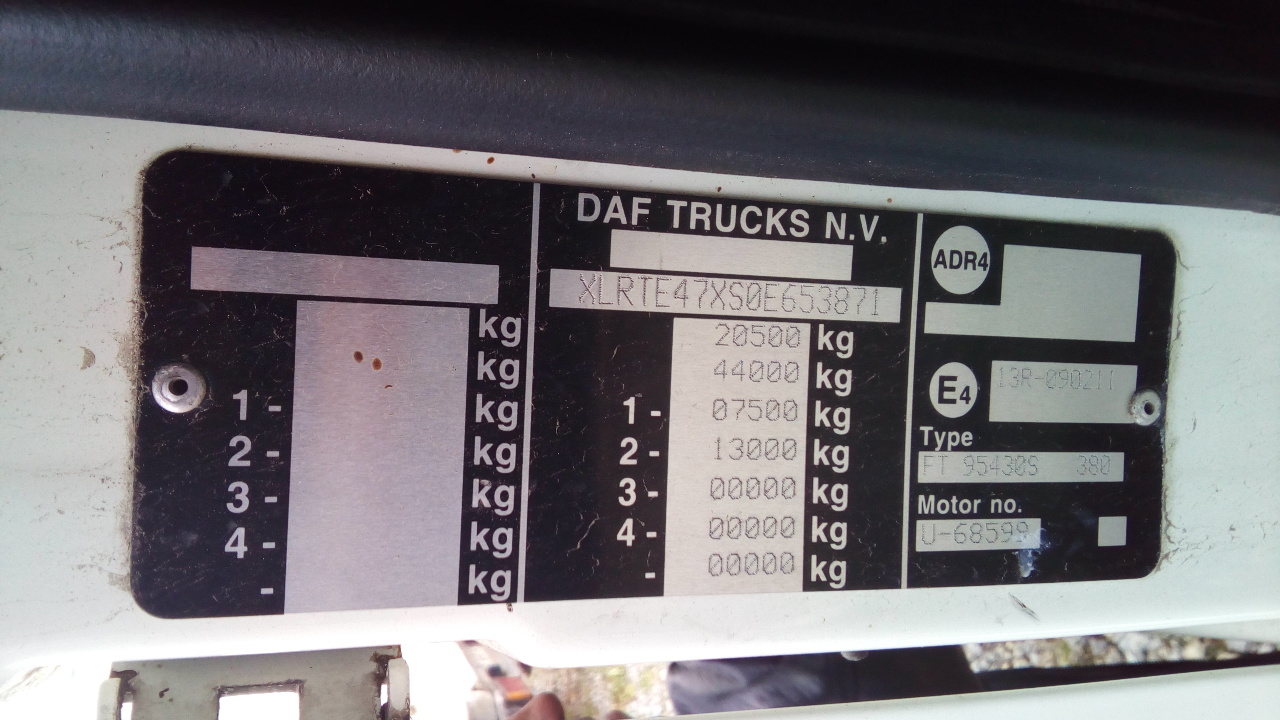 kg
kg
1 - kg
2 - kg
3 - kg
4 - kg
- kg
DAF TRUCKS N.V.
XLRTE47XS0E653871
20500 kg
44000 kg
1 - 07500 kg
2 - 13000 kg
3 - 00000 kg
4 - 00000 kg
- 00000 kg
ADR4
E4 13R-090211
Type
FT 95430S 380
Motor no.
U-68599